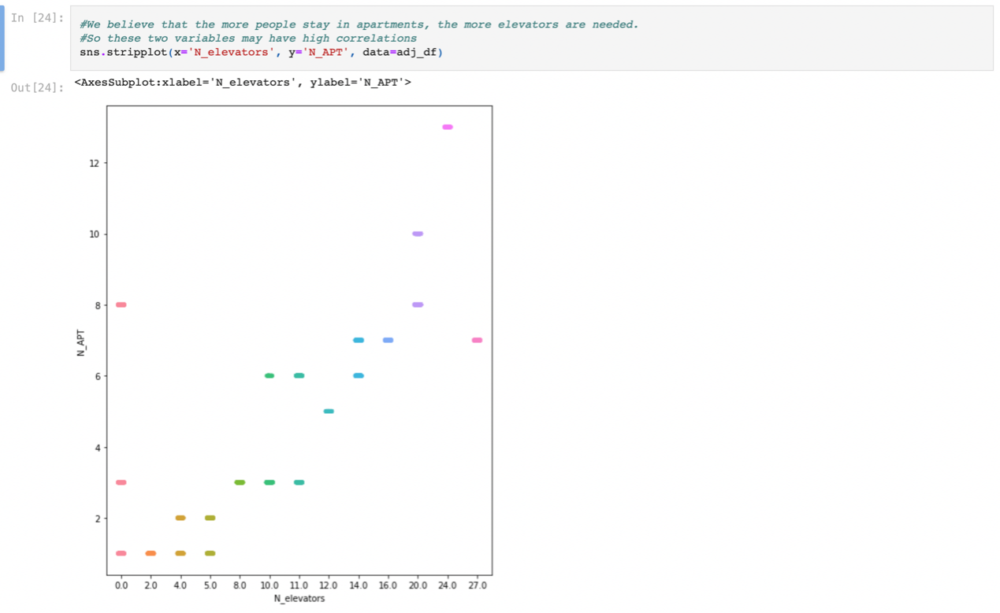 In [24]:
#We believe that the more people stay in apartments, the more elevators are needed.
#So these two variables may have high correlations
sns.stripplot(x='N_elevators', y='N_APT', data=adj_df)
Out[24]:
<AxesSubplot:xlabel='N_elevators', ylabel='N_APT'>
12
10
8
6
4
2
N_APT
0.0 2.0 4.0 5.0 8.0 10.0 11.0 12.0 14.0 16.0 20.0 24.0 27.0
N_elevators